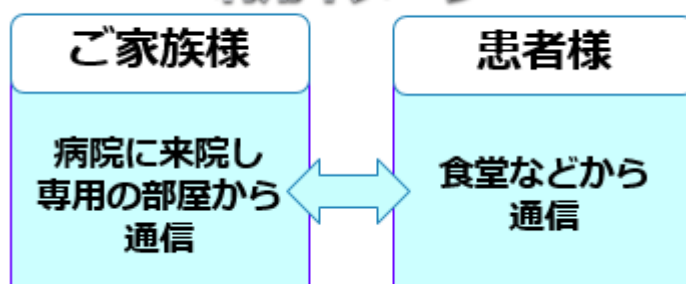 ご家族様
病院に来院し
専用の部屋から
通信
患者様
食堂などから
通信